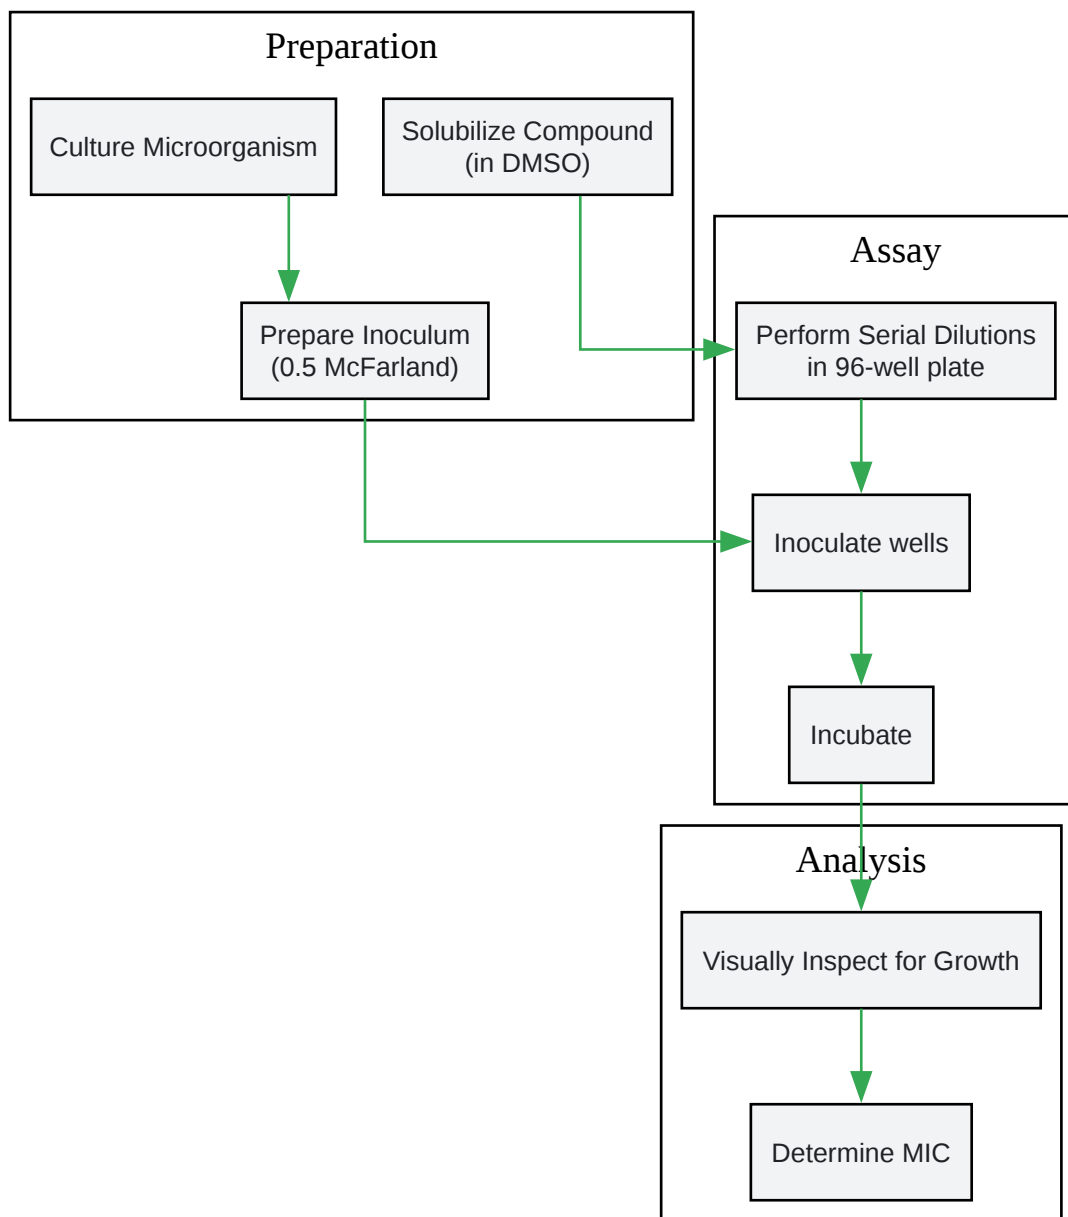 Preparation
Culture Microorganism
Solubilize Compound
(in DMSO)
Prepare Inoculum
(0.5 McFarland)
Assay
Perform Serial Dilutions
in 96-well plate
Inoculate wells
Incubate
Analysis
Visually Inspect for Growth
Determine MIC